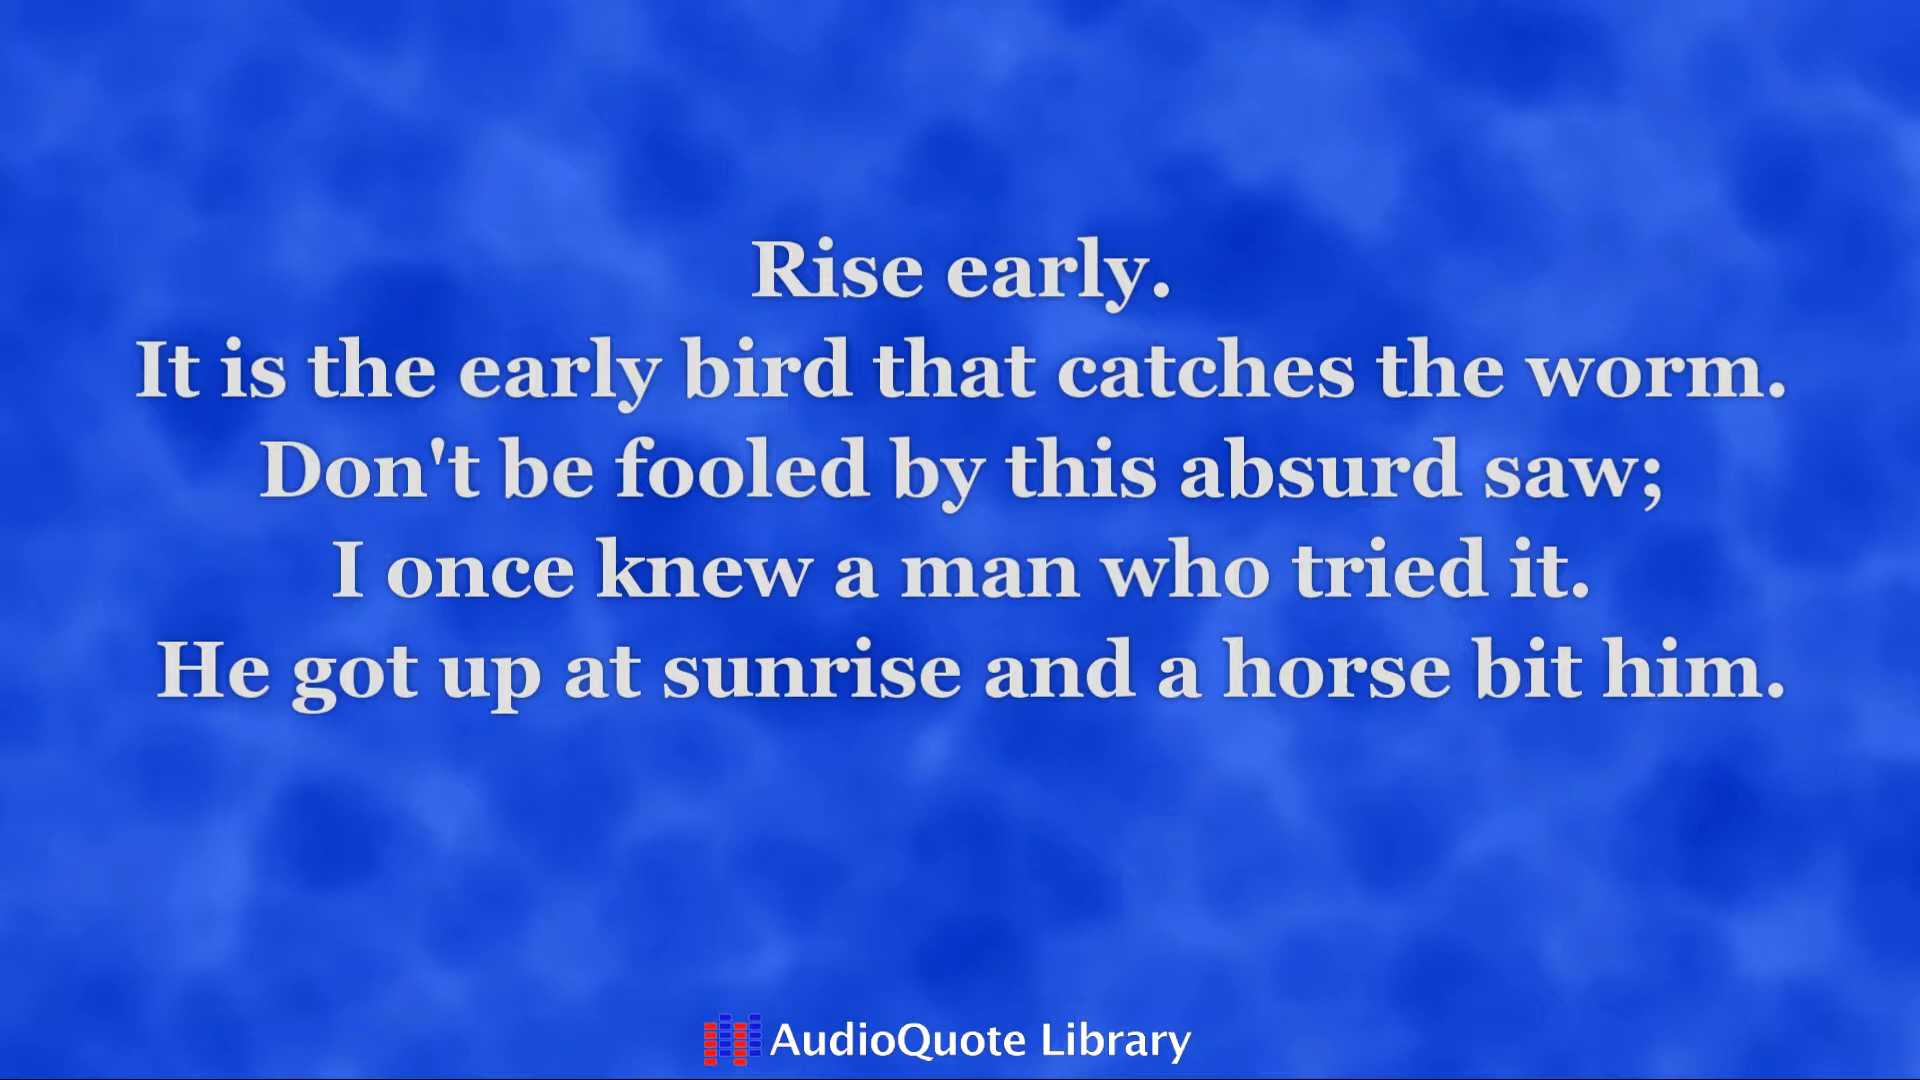 Rise early.
It is the early bird that catches the worm.
Don't be fooled by this absurd saw;
I once knew a man who tried it.
He got up at sunrise and a horse bit him.
AudioQuote Library